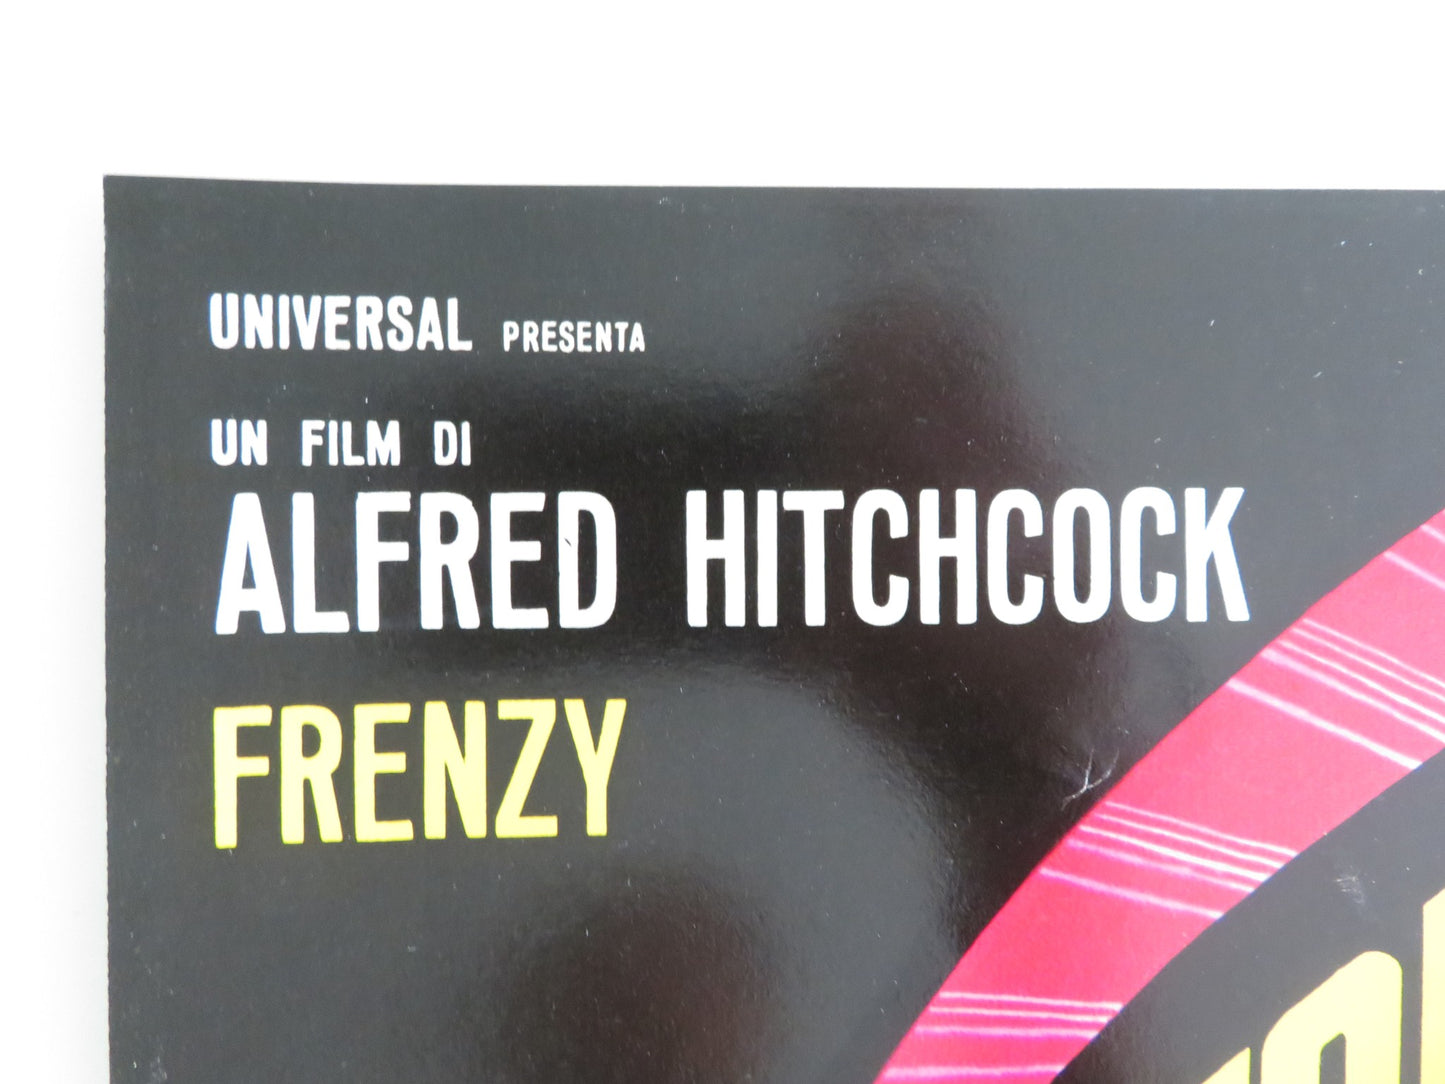 UNIVERSAL PRESENTA
UN FILM DI
ALFRED HITCHCOCK
FRENZY